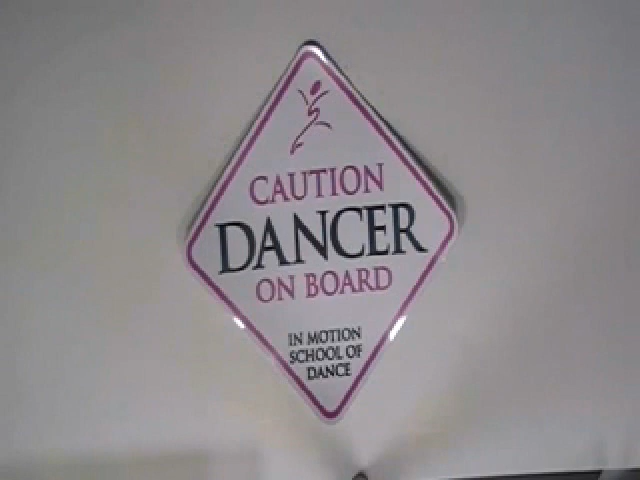 CAUTION
DANCER
ON BOARD
IN MOTION
SCHOOL OF
DANCE